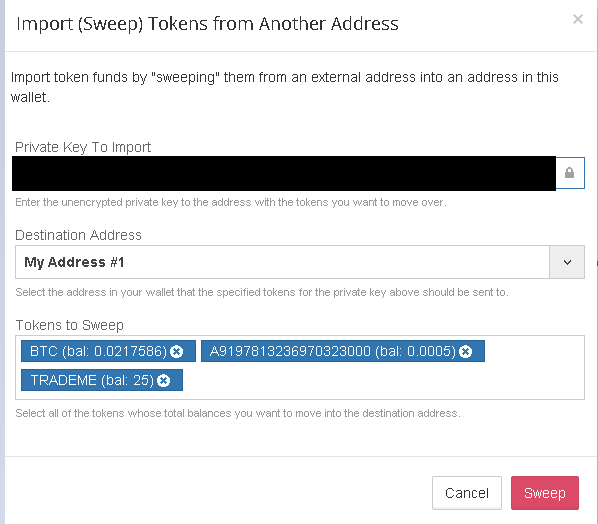 Import (Sweep) Tokens from Another Address
Import token funds by "sweeping" them from an external address into an address in this
wallet.
Private Key To Import
Enter the unencrypted private key to the address with the tokens you want to move over.
Destination Address
My Address #1
Select the address in your wallet that the specified tokens for the private key above should be sent to.
Tokens to Sweep
BTC (bal: 0.0217586) A9197813236970323000 (bal: 0.0005)
TRADEME (bal: 25)
Select all of the tokens whose total balances you want to move into the destination address.
Cancel Sweep